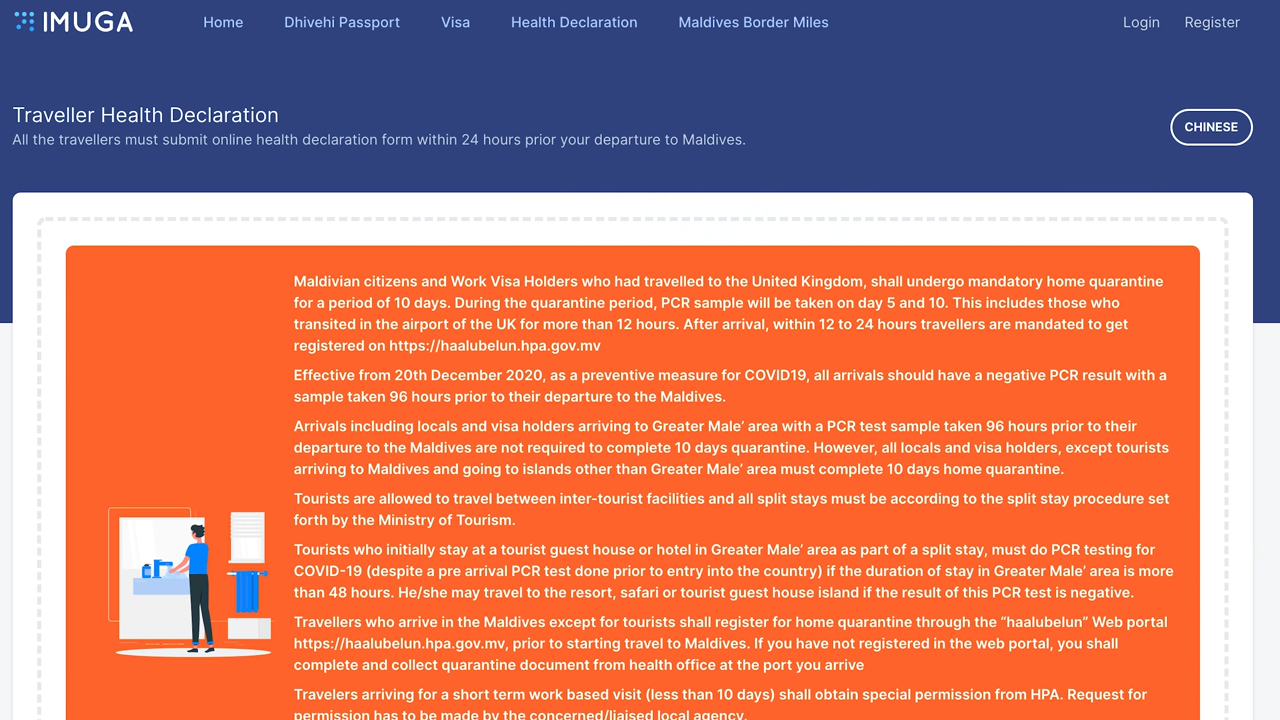 IMUGA
Home
Dhivehi Passport
Visa
Health Declaration
Maldives Border Miles
Login
Register
Traveller Health Declaration
All the travellers must submit online health declaration form within 24 hours prior your departure to Maldives.
CHINESE
Maldivian citizens and Work Visa Holders who had travelled to the United Kingdom, shall undergo mandatory home quarantine
for a period of 10 days. During the quarantine period, PCR sample will be taken on day 5 and 10. This includes those who
transited in the airport of the UK for more than 12 hours. After arrival, within 12 to 24 hours travellers are mandated to get
registered on https://haalubelun.hpa.gov.mv
Effective from 20th December 2020, as a preventive measure for COVID19, all arrivals should have a negative PCR result with a
sample taken 96 hours prior to their departure to the Maldives.
Arrivals including locals and visa holders arriving to Greater Male’ area with a PCR test sample taken 96 hours prior to their
departure to the Maldives are not required to complete 10 days quarantine. However, all locals and visa holders, except tourists
arriving to Maldives and going to islands other than Greater Male’ area must complete 10 days home quarantine.
Tourists are allowed to travel between inter-tourist facilities and all split stays must be according to the split stay procedure set
forth by the Ministry of Tourism.
Tourists who initially stay at a tourist guest house or hotel in Greater Male’ area as part of a split stay, must do PCR testing for
COVID-19 (despite a pre arrival PCR test done prior to entry into the country) if the duration of stay in Greater Male’ area is more
than 48 hours. He/she may travel to the resort, safari or tourist guest house island if the result of this PCR test is negative.
Travellers who arrive in the Maldives except for tourists shall register for home quarantine through the “haalubelun” Web portal
https://haalubelun.hpa.gov.mv, prior to starting travel to Maldives. If you have not registered in the web portal, you shall
complete and collect quarantine document from health office at the port you arrive
Travelers arriving for a short term work based visit (less than 10 days) shall obtain special permission from HPA. Request for
permission has to be made by the concerned/liaised local agency.